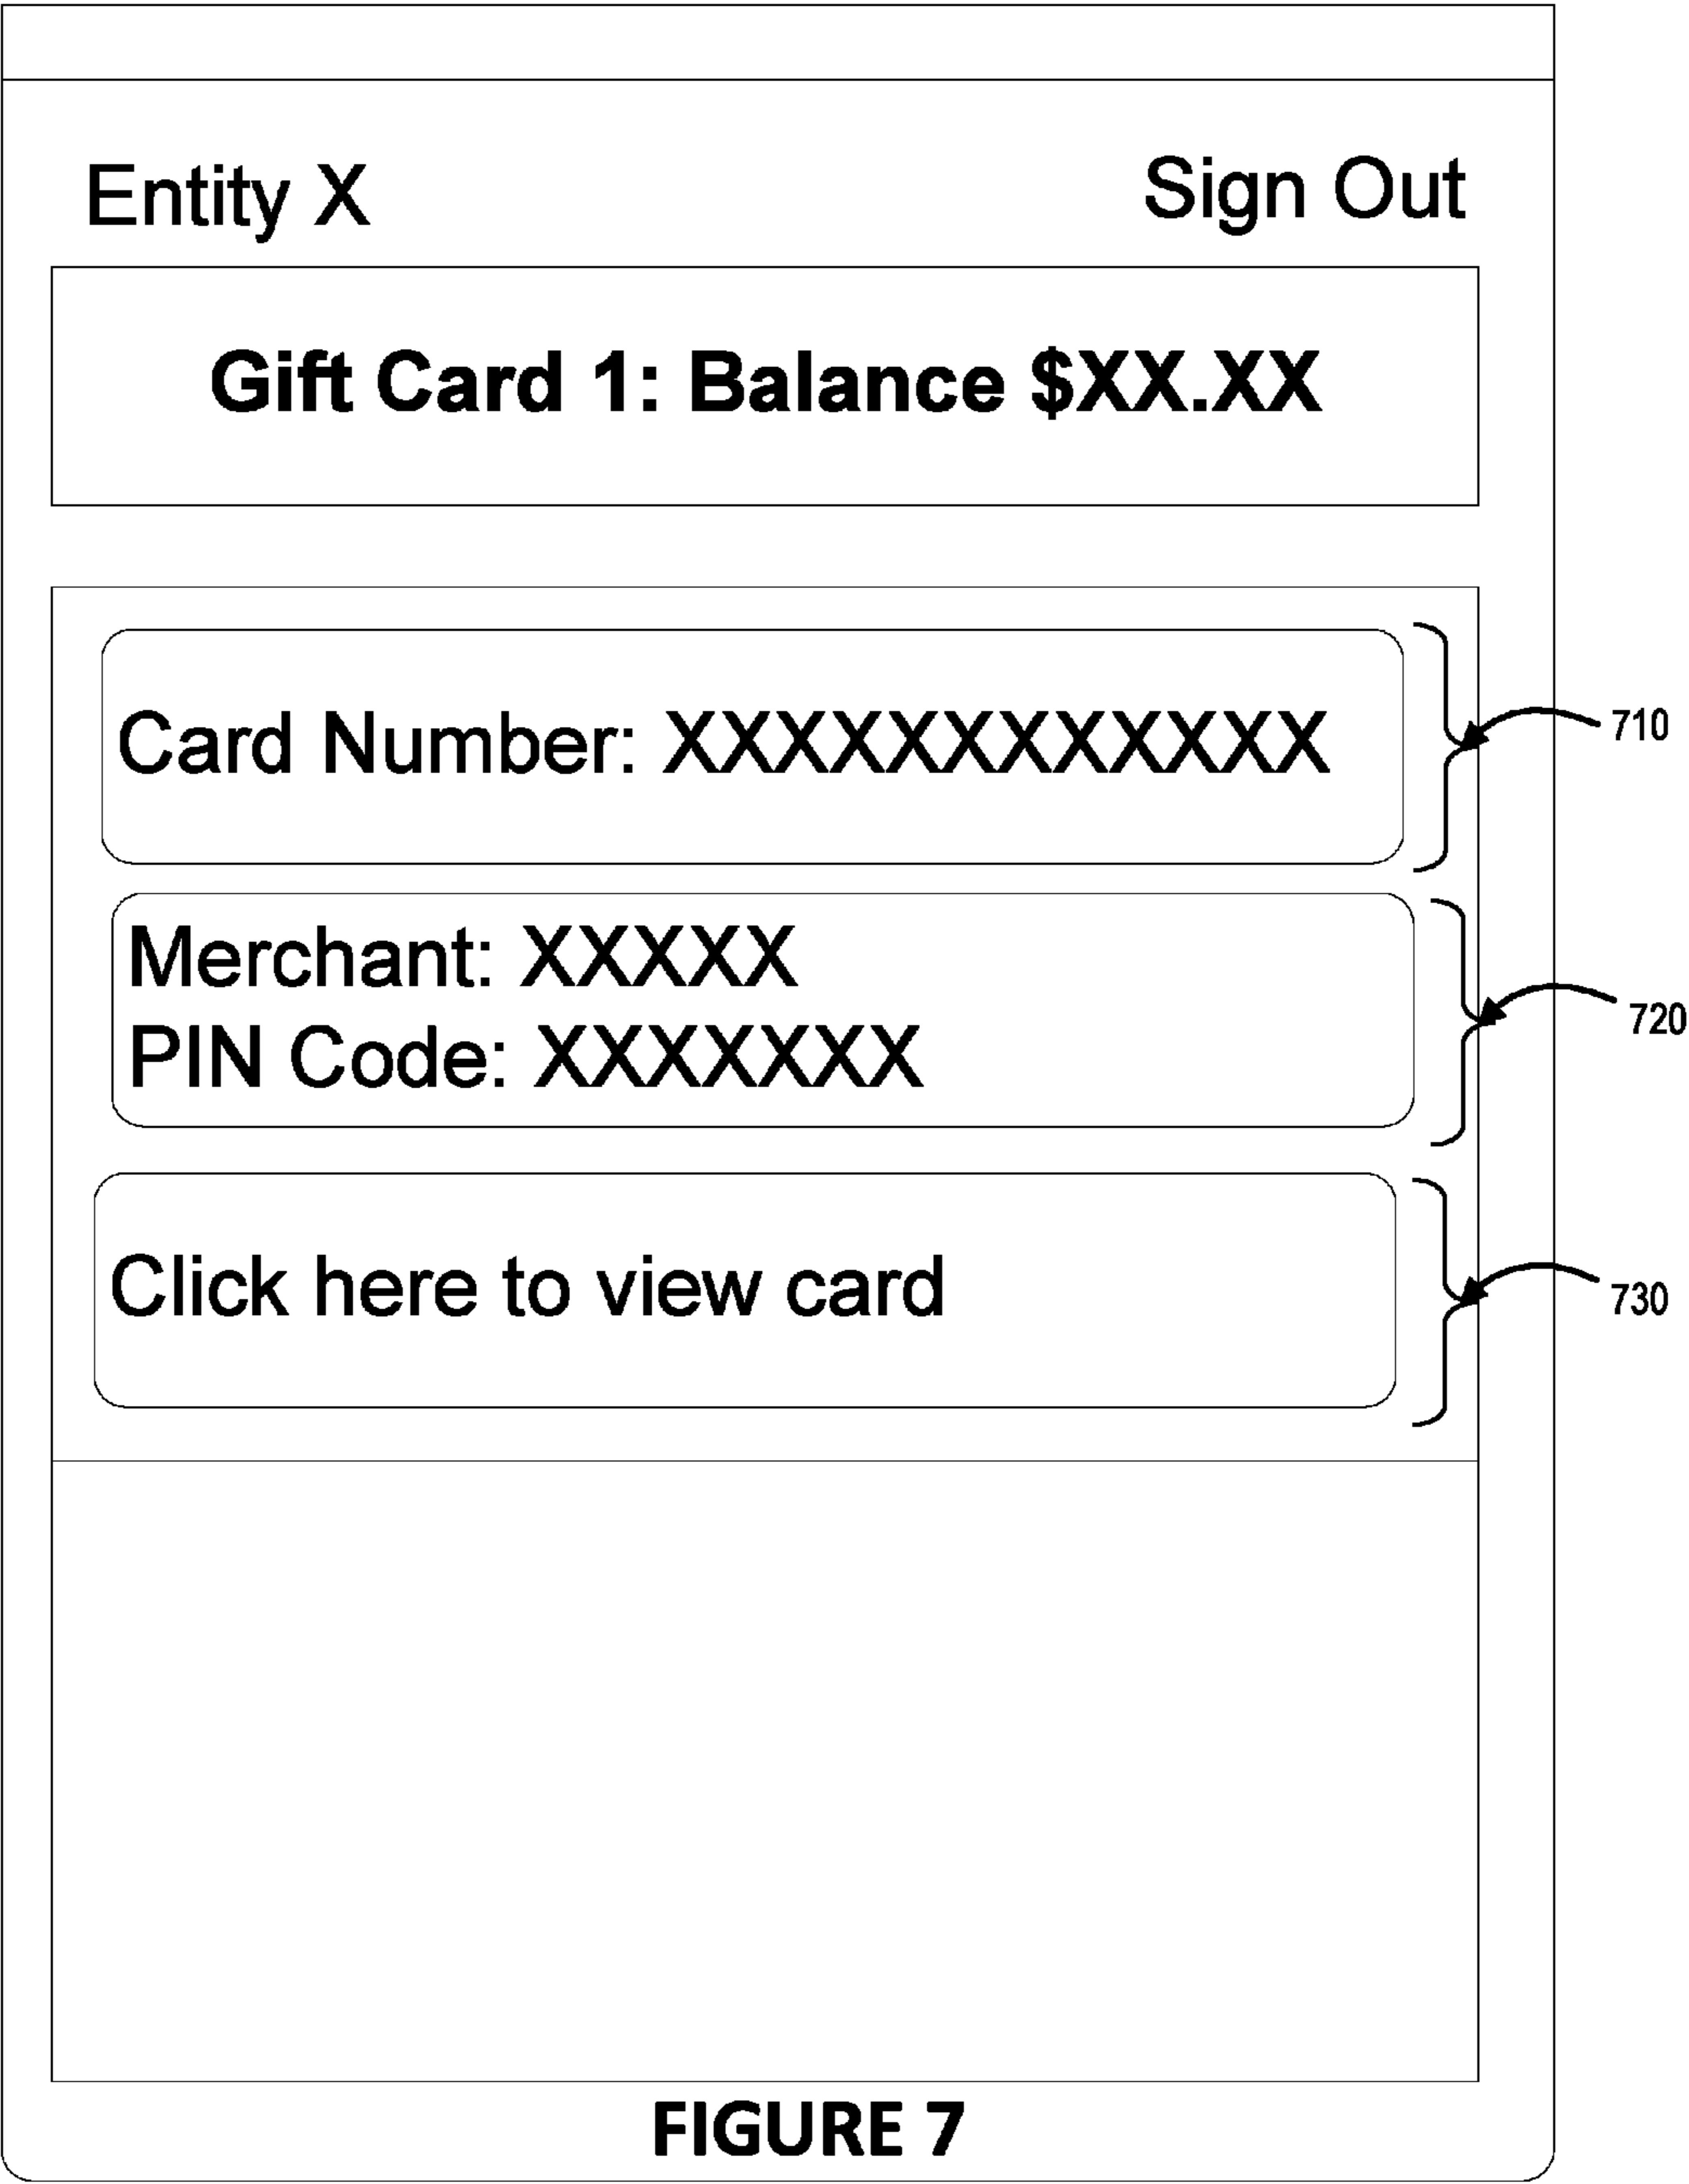 Entity X Sign Out
Gift Card 1: Balance $XX.XX
Card Number: XXXXXXXXXXXX
710
Merchant: XXXXX
PIN Code: XXXXXXX
720
Click here to view card
730
FIGURE 7